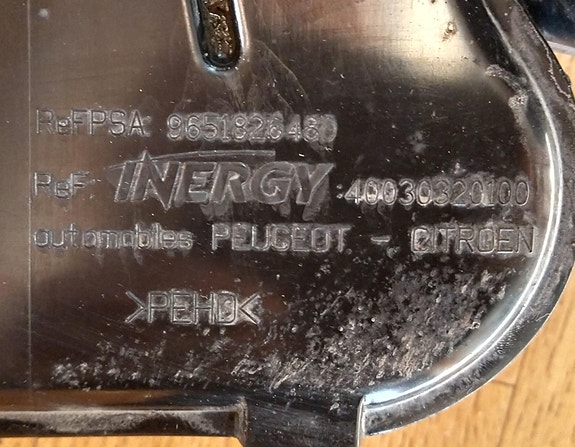 ReFPSA 9651826480
ReF INERGY 40030320100
automobiles PEUGEOT - CITROEN
>PEHD<